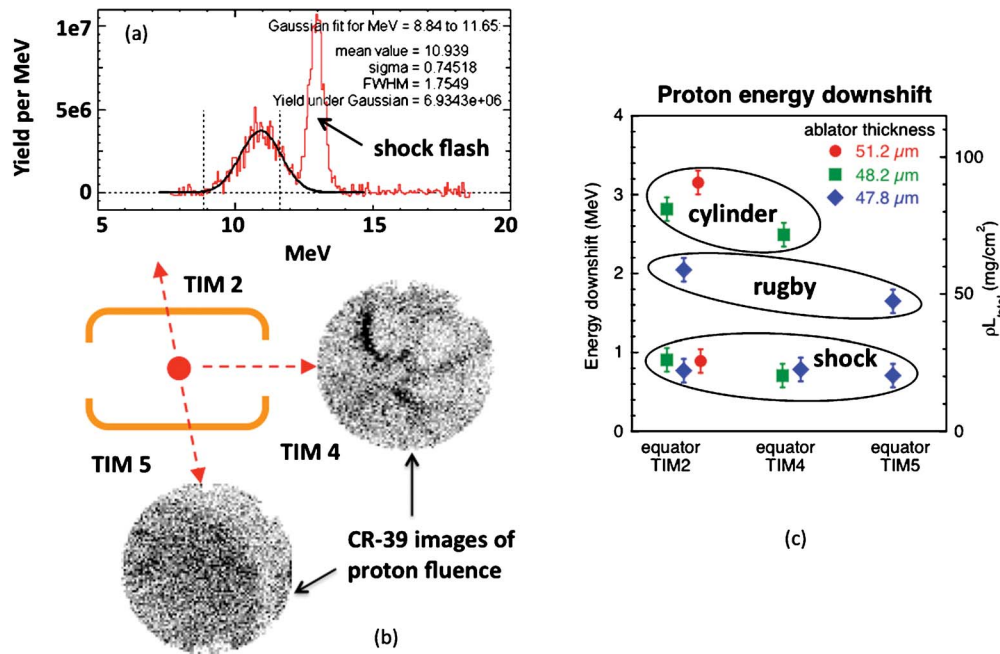 1e7
(a)
Gaussian fit for MeV = 8.84 to 11.65:
mean value = 10.939
sigma = 0.74518
FWHM = 1.7549
Yield under Gaussian = 6.9343e+06
5e6
shock flash
0
Yield per MeV
5 10 15 20
MeV
TIM 2
TIM 5
TIM 4
CR-39 images of
proton fluence
(b)
Proton energy downshift
ablator thickness
51.2 µm
48.2 µm
47.8 µm
4
3
2
1
0
Energy downshift (MeV)
cylinder
rugby
shock
100
50
0
ρL total (mg/cm²)
equator equator equator
TIM2 TIM4 TIM5
(c)